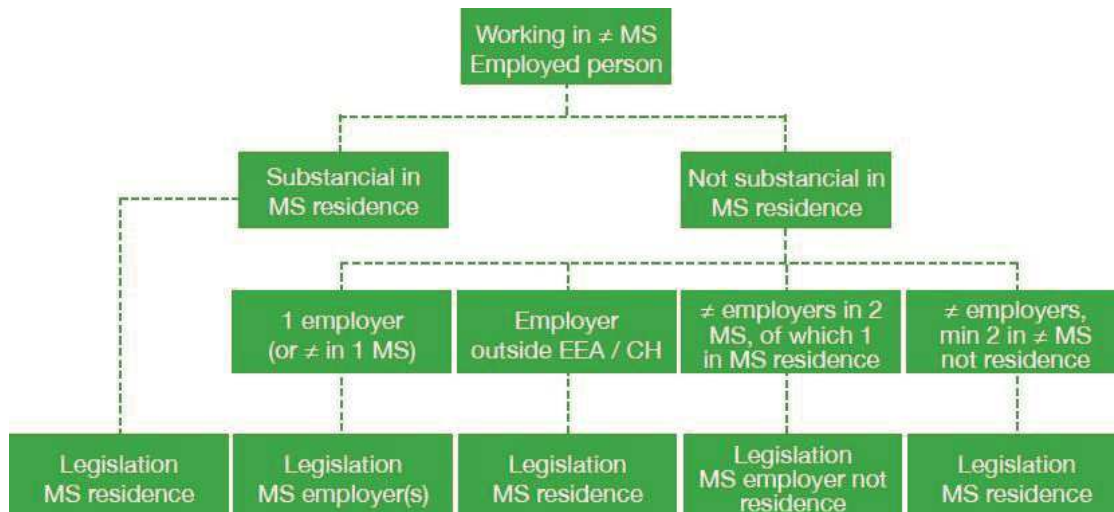 Working in ≠ MS
Employed person
Substancial in
MS residence
Not substancial in
MS residence
1 employer
(or ≠ in 1 MS)
Employer
outside EEA / CH
≠ employers in 2
MS, of which 1
in MS residence
≠ employers,
min 2 in ≠ MS
not residence
Legislation
MS residence
Legislation
MS employer(s)
Legislation
MS residence
Legislation
MS employer not
residence
Legislation
MS residence